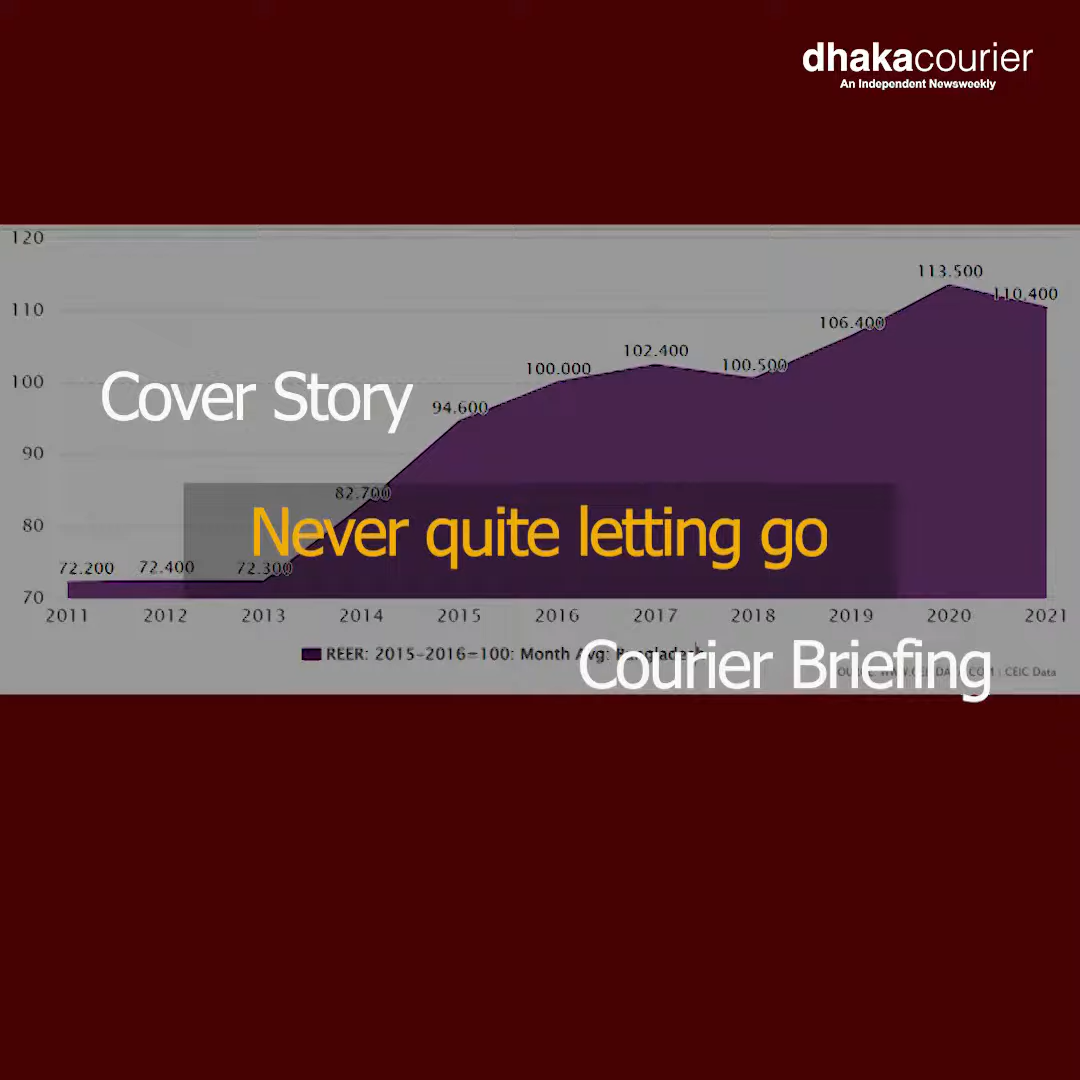 dhakacourier
An Independent Newsweekly
120
113.500
110.400
110
106.400
102.400
100.500
100.000
100
Cover Story
94.600
90
82.700
Never quite letting go
80
72.200 72.400 72.300
70
2011 2012 2013 2014 2015 2016 2017 2018 2019 2020 2021
REER: 2015-2016=100: Month Avg: Bangladesh
Courier Briefing
CEIC Data